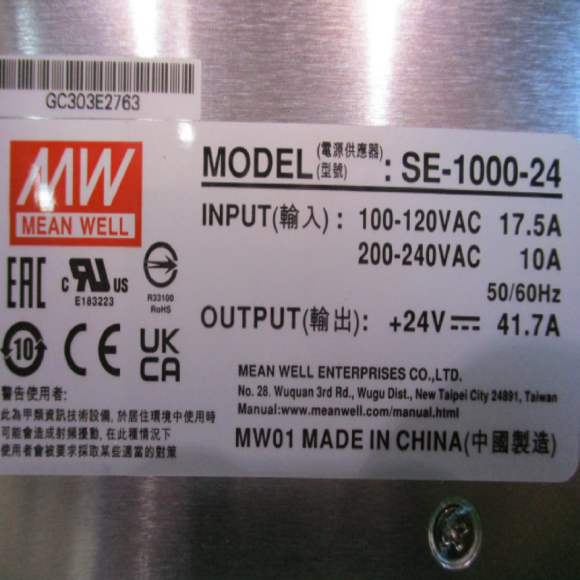 GC303E2763
MW
MEAN WELL
MODEL(電源供應器)(型號): SE-1000-24
INPUT(輸入): 100-120VAC 17.5A
200-240VAC 10A
50/60Hz
OUTPUT(輸出): +24V⎓ 41.7A
EAC
c RU US
E183223
R33100
RoHS
10
CE
UK
CA
MEAN WELL ENTERPRISES CO.,LTD.
No. 28, Wuquan 3rd Rd., Wugu Dist., New Taipei City 24891, Taiwan
Manual:www.meanwell.com/manual.html
MW01 MADE IN CHINA(中國製造)
警告使用者:
此為甲類資訊技術設備, 於居住環境中使用時
可能會造成射頻擾動, 在此種情況下
使用者會被要求採取某些適當的對策